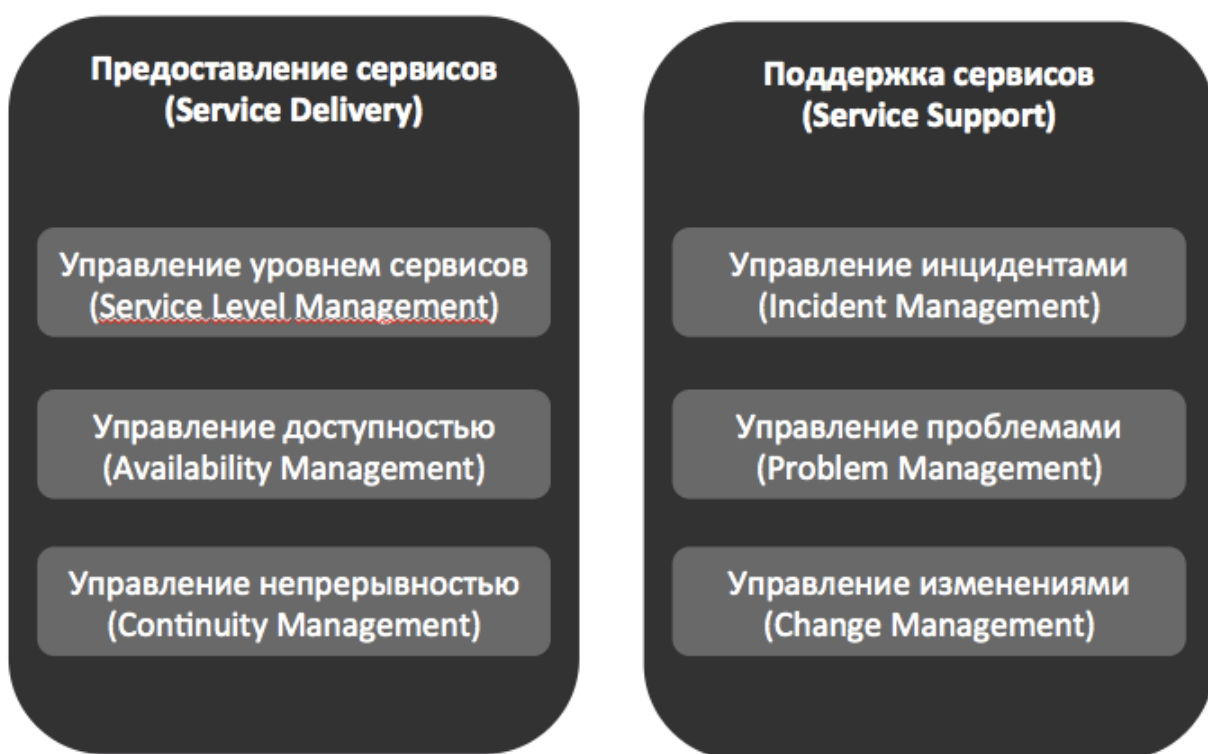 Предоставление сервисов
(Service Delivery)
Управление уровнем сервисов
(Service Level Management)
Управление доступностью
(Availability Management)
Управление непрерывностью
(Continuity Management)
Поддержка сервисов
(Service Support)
Управление инцидентами
(Incident Management)
Управление проблемами
(Problem Management)
Управление изменениями
(Change Management)